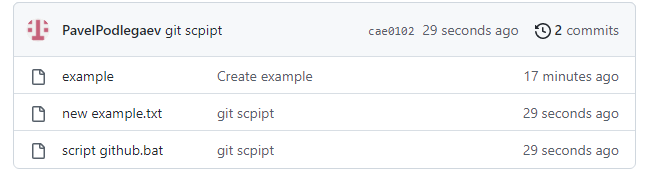 PavelPodlegaev git scpipt cae0102 29 seconds ago 2 commits
example Create example 17 minutes ago
new example.txt git scpipt 29 seconds ago
script github.bat git scpipt 29 seconds ago